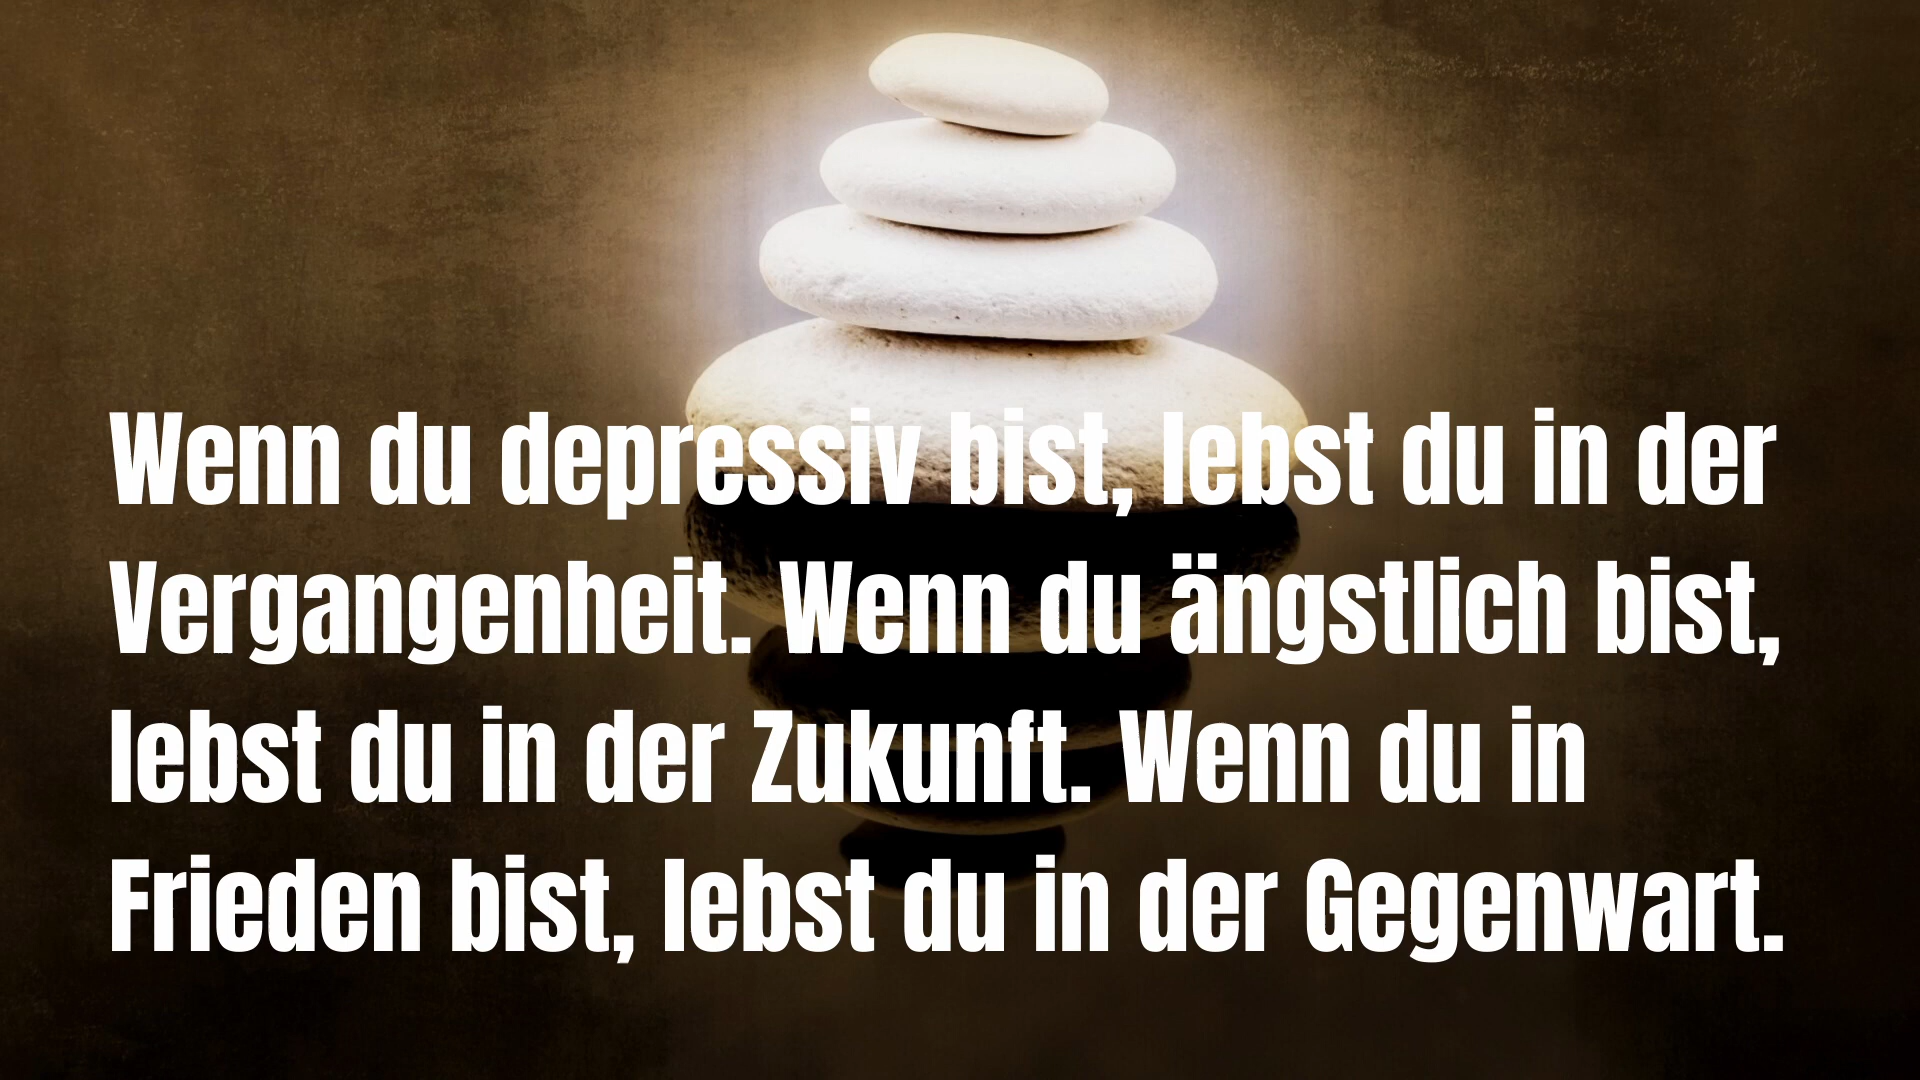 Wenn du depressiv bist, lebst du in der
Vergangenheit. Wenn du ängstlich bist,
lebst du in der Zukunft. Wenn du in
Frieden bist, lebst du in der Gegenwart.